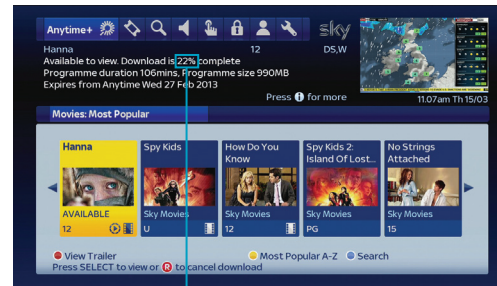 Anytime+
sky
Hanna 12 DS,W
Available to view. Download is 22% complete
Programme duration 106mins, Programme size 990MB
Expires from Anytime Wed 27 Feb 2013
Press i for more
11.07am Th 15/03
Movies: Most Popular
Hanna
AVAILABLE
12
Spy Kids
Sky Movies
U
How Do You
Know
Sky Movies
12
Spy Kids 2:
Island Of Lost...
Sky Movies
PG
No Strings
Attached
Sky Movies
15
View Trailer
Most Popular A-Z
Search
Press SELECT to view or R to cancel download